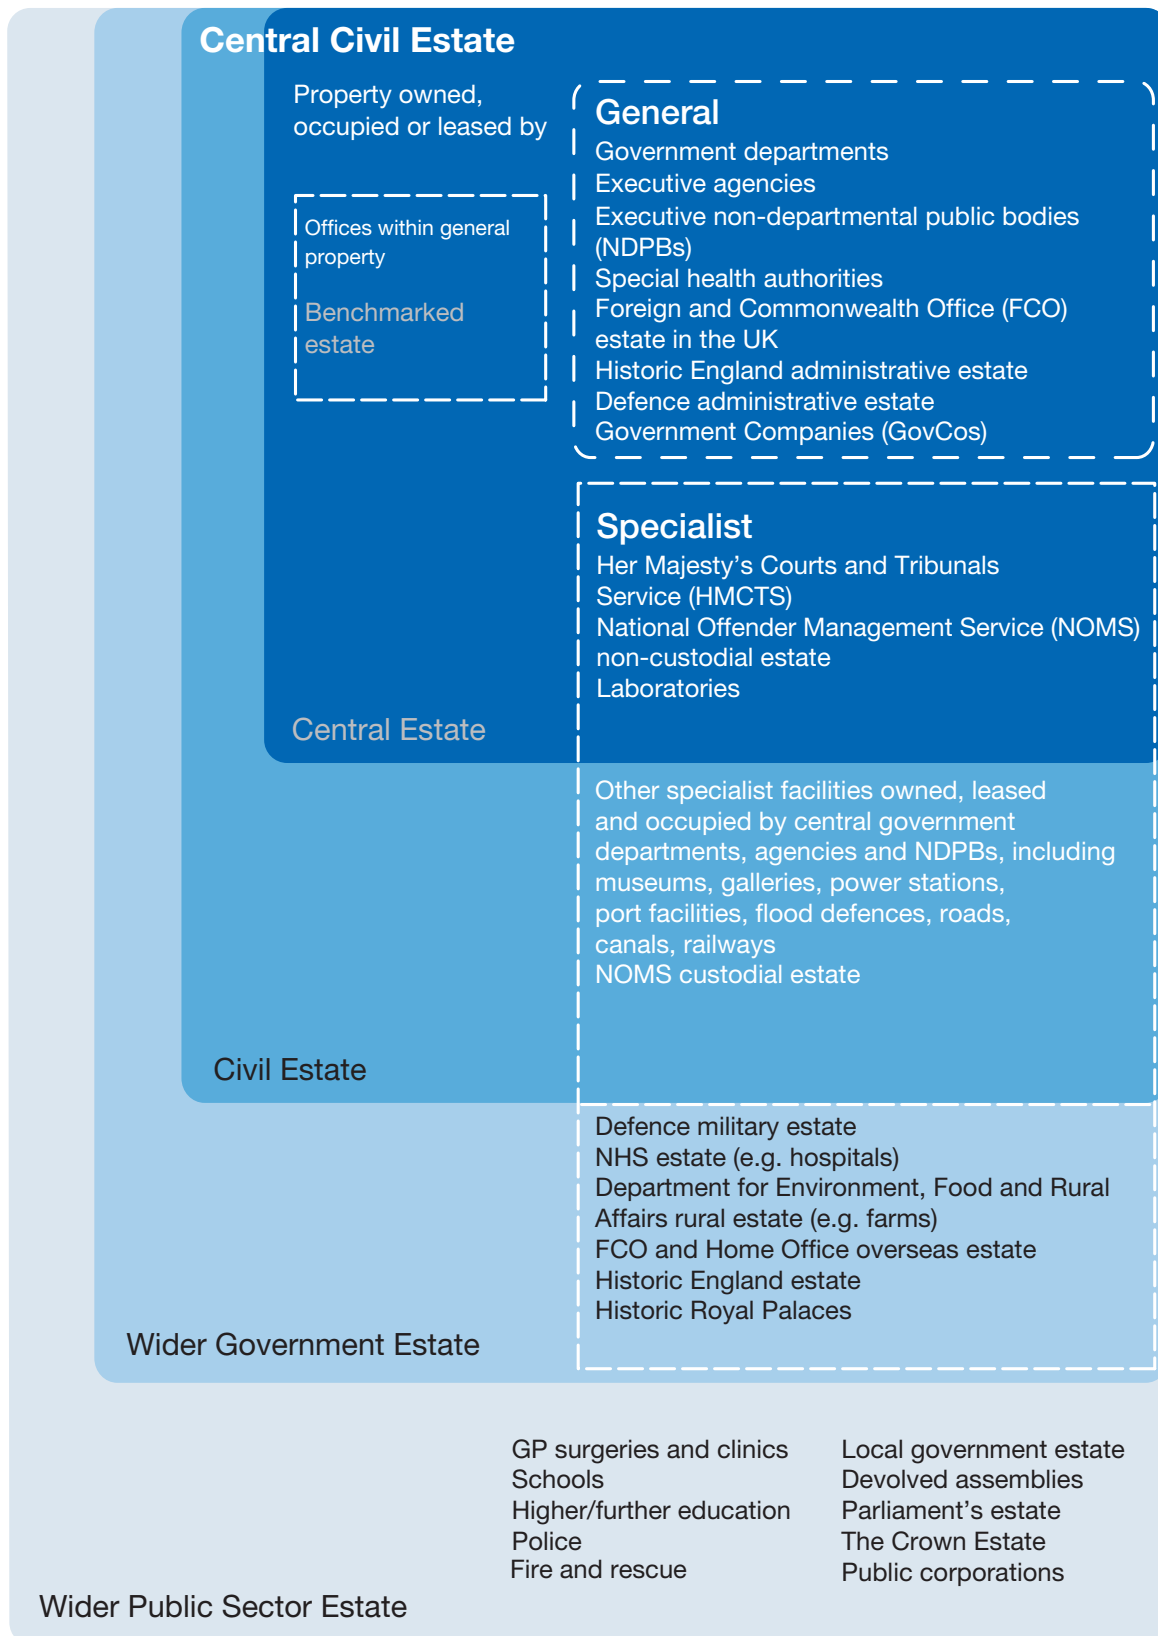 Central Civil Estate
Property owned,
occupied or leased by
Offices within general
property
Benchmarked
estate
General
Government departments
Executive agencies
Executive non-departmental public bodies
(NDPBs)
Special health authorities
Foreign and Commonwealth Office (FCO)
estate in the UK
Historic England administrative estate
Defence administrative estate
Government Companies (GovCos)
Specialist
Her Majesty’s Courts and Tribunals
Service (HMCTS)
National Offender Management Service (NOMS)
non-custodial estate
Laboratories
Central Estate
Other specialist facilities owned, leased
and occupied by central government
departments, agencies and NDPBs, including
museums, galleries, power stations,
port facilities, flood defences, roads,
canals, railways
NOMS custodial estate
Civil Estate
Defence military estate
NHS estate (e.g. hospitals)
Department for Environment, Food and Rural
Affairs rural estate (e.g. farms)
FCO and Home Office overseas estate
Historic England estate
Historic Royal Palaces
Wider Government Estate
GP surgeries and clinics
Schools
Higher/further education
Police
Fire and rescue
Local government estate
Devolved assemblies
Parliament’s estate
The Crown Estate
Public corporations
Wider Public Sector Estate